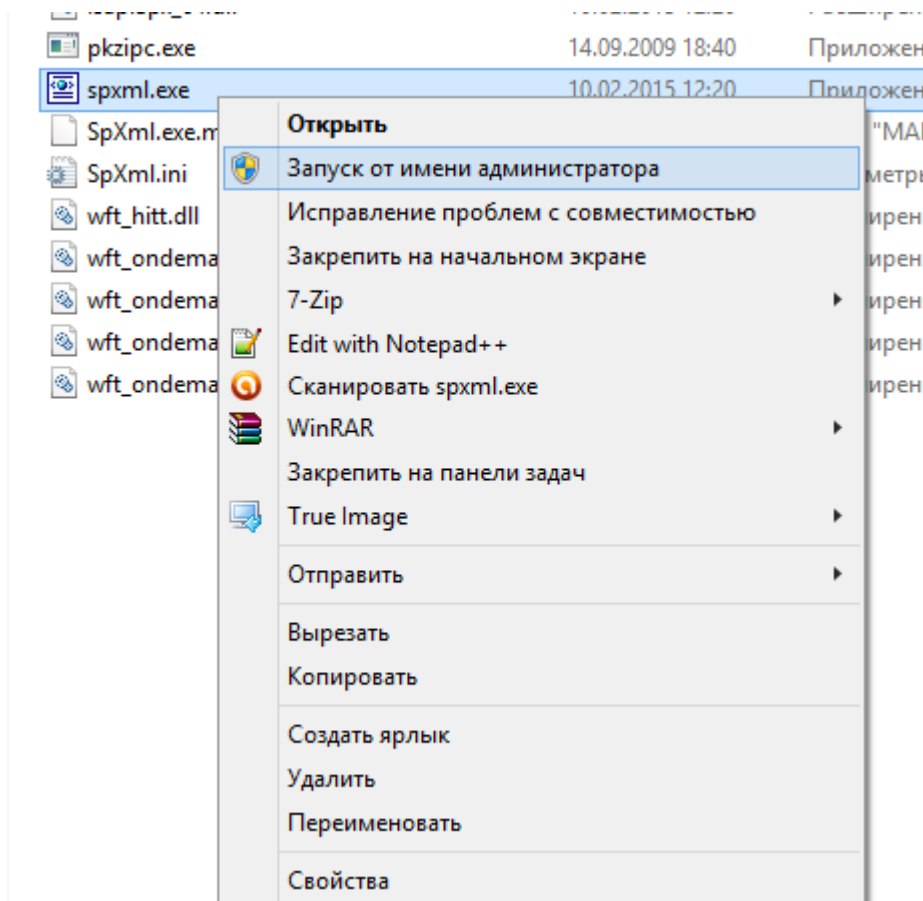 pkzipc.exe 14.09.2009 18:40 Приложен
spxml.exe 10.02.2015 12:20 Приложен
SpXml.exe.m "MAI
SpXml.ini метры
wft_hitt.dll ирен
wft_ondema ирен
wft_ondema ирен
wft_ondema ирен
wft_ondema ирен
Открыть
Запуск от имени администратора
Исправление проблем с совместимостью
Закрепить на начальном экране
7-Zip
Edit with Notepad++
Сканировать spxml.exe
WinRAR
Закрепить на панели задач
True Image
Отправить
Вырезать
Копировать
Создать ярлык
Удалить
Переименовать
Свойства